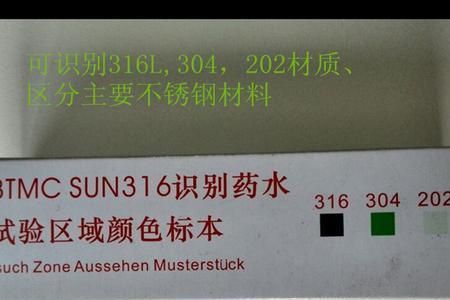 可识别316L,304，202材质、
区分主要不锈钢材料
BTMC SUN316识别药水
316 304 202
试验区域颜色标本
such Zone Aussehen Musterstück